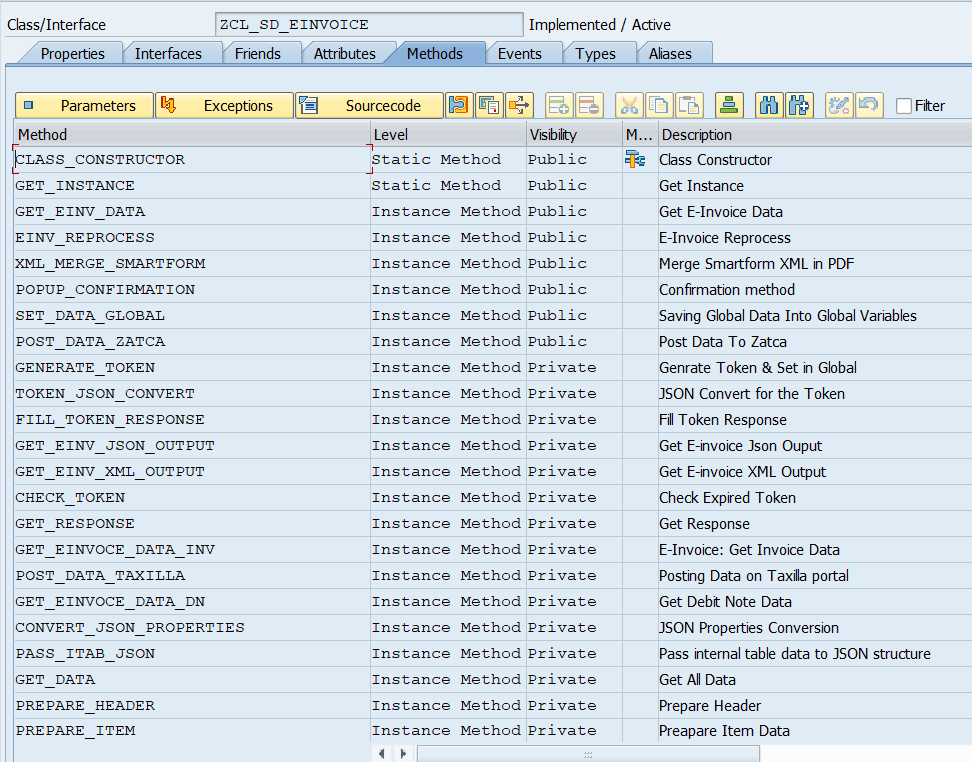 Class/Interface ZCL_SD_EINVOICE Implemented / Active
Properties Interfaces Friends Attributes Methods Events Types Aliases
Parameters Exceptions Sourcecode Filter
Method Level Visibility M... Description
CLASS_CONSTRUCTOR Static Method Public Class Constructor
GET_INSTANCE Static Method Public Get Instance
GET_EINV_DATA Instance Method Public Get E-Invoice Data
EINV_REPROCESS Instance Method Public E-Invoice Reprocess
XML_MERGE_SMARTFORM Instance Method Public Merge Smartform XML in PDF
POPUP_CONFIRMATION Instance Method Public Confirmation method
SET_DATA_GLOBAL Instance Method Public Saving Global Data Into Global Variables
POST_DATA_ZATCA Instance Method Public Post Data To Zatca
GENERATE_TOKEN Instance Method Private Genrate Token & Set in Global
TOKEN_JSON_CONVERT Instance Method Private JSON Convert for the Token
FILL_TOKEN_RESPONSE Instance Method Private Fill Token Response
GET_EINV_JSON_OUTPUT Instance Method Private Get E-invoice Json Ouput
GET_EINV_XML_OUTPUT Instance Method Private Get E-invoice XML Output
CHECK_TOKEN Instance Method Private Check Expired Token
GET_RESPONSE Instance Method Private Get Response
GET_EINVOCE_DATA_INV Instance Method Private E-Invoice: Get Invoice Data
POST_DATA_TAXILLA Instance Method Private Posting Data on Taxilla portal
GET_EINVOCE_DATA_DN Instance Method Private Get Debit Note Data
CONVERT_JSON_PROPERTIES Instance Method Private JSON Properties Conversion
PASS_ITAB_JSON Instance Method Private Pass internal table data to JSON structure
GET_DATA Instance Method Private Get All Data
PREPARE_HEADER Instance Method Private Prepare Header
PREPARE_ITEM Instance Method Private Preapare Item Data